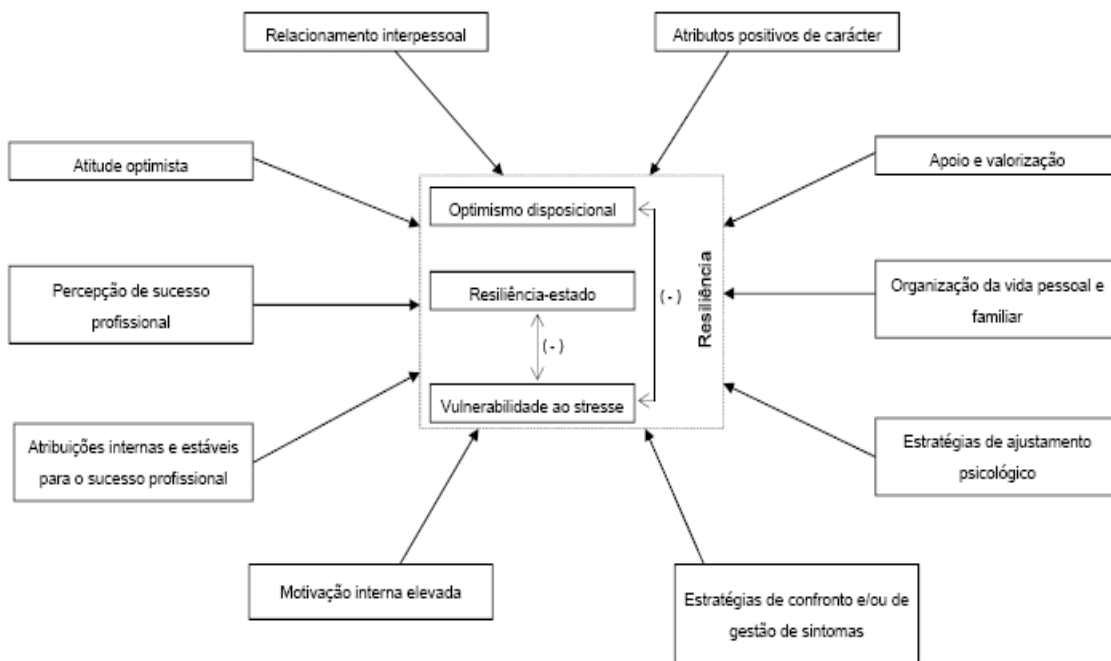 Relacionamento interpessoal
Atributos positivos de carácter
Atitude optimista
Apoio e valorização
Optimismo disposicional
Percepção de sucesso
profissional
Resiliência-estado
( - )
( - )
Resiliência
Organização da vida pessoal e
familiar
Vulnerabilidade ao stresse
Atribuições internas e estáveis
para o sucesso profissional
Estratégias de ajustamento
psicológico
Motivação interna elevada
Estratégias de confronto e/ou de
gestão de sintomas